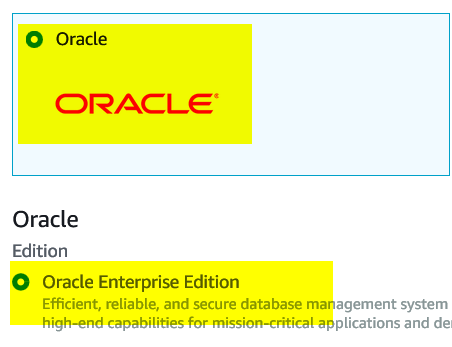 Oracle
ORACLE®
Oracle
Edition
Oracle Enterprise Edition
Efficient, reliable, and secure database management system
high-end capabilities for mission-critical applications and